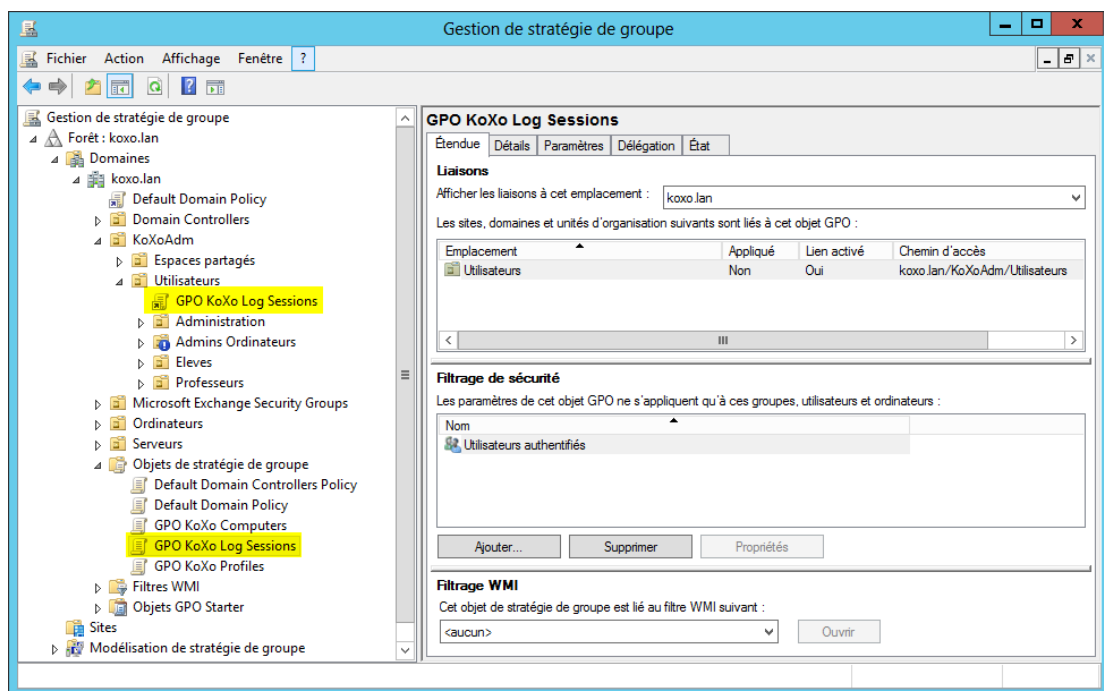 Gestion de stratégie de groupe
Fichier Action Affichage Fenêtre ?
Gestion de stratégie de groupe
Forêt : koxo.lan
Domaines
koxo.lan
Default Domain Policy
Domain Controllers
KoXoAdm
Espaces partagés
Utilisateurs
GPO KoXo Log Sessions
Administration
Admins Ordinateurs
Eleves
Professeurs
Microsoft Exchange Security Groups
Ordinateurs
Serveurs
Objets de stratégie de groupe
Default Domain Controllers Policy
Default Domain Policy
GPO KoXo Computers
GPO KoXo Log Sessions
GPO KoXo Profiles
Filtres WMI
Objets GPO Starter
Sites
Modélisation de stratégie de groupe
GPO KoXo Log Sessions
Étendue Détails Paramètres Délégation État
Liaisons
Afficher les liaisons à cet emplacement : koxo.lan
Les sites, domaines et unités d'organisation suivants sont liés à cet objet GPO :
Emplacement Appliqué Lien activé Chemin d'accès
Utilisateurs Non Oui koxo.lan/KoXoAdm/Utilisateurs
Filtrage de sécurité
Les paramètres de cet objet GPO ne s'appliquent qu'à ces groupes, utilisateurs et ordinateurs :
Nom
Utilisateurs authentifiés
Ajouter... Supprimer Propriétés
Filtrage WMI
Cet objet de stratégie de groupe est lié au filtre WMI suivant :
<aucun> Ouvrir